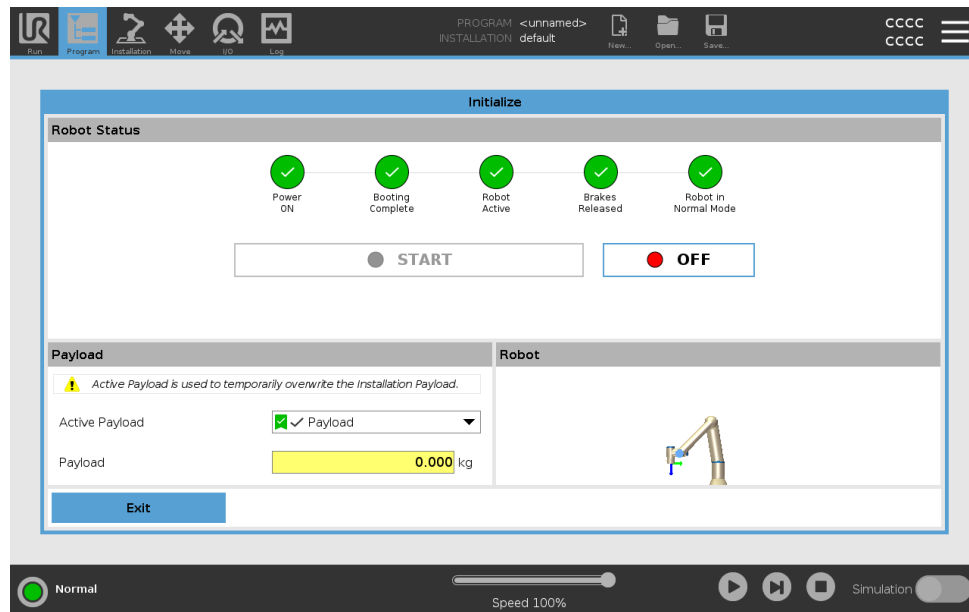 PROGRAM <unnamed>
INSTALLATION default
CCCC
CCCC
Run
Program
Installation
Move
I/O
Log
New...
Open...
Save...
Initialize
Robot Status
Power
ON
Booting
Complete
Robot
Active
Brakes
Released
Robot in
Normal Mode
START
OFF
Payload
Robot
Active Payload is used to temporarily overwrite the Installation Payload.
Active Payload
Payload
Payload
0.000 kg
Exit
Normal
Speed 100%
Simulation